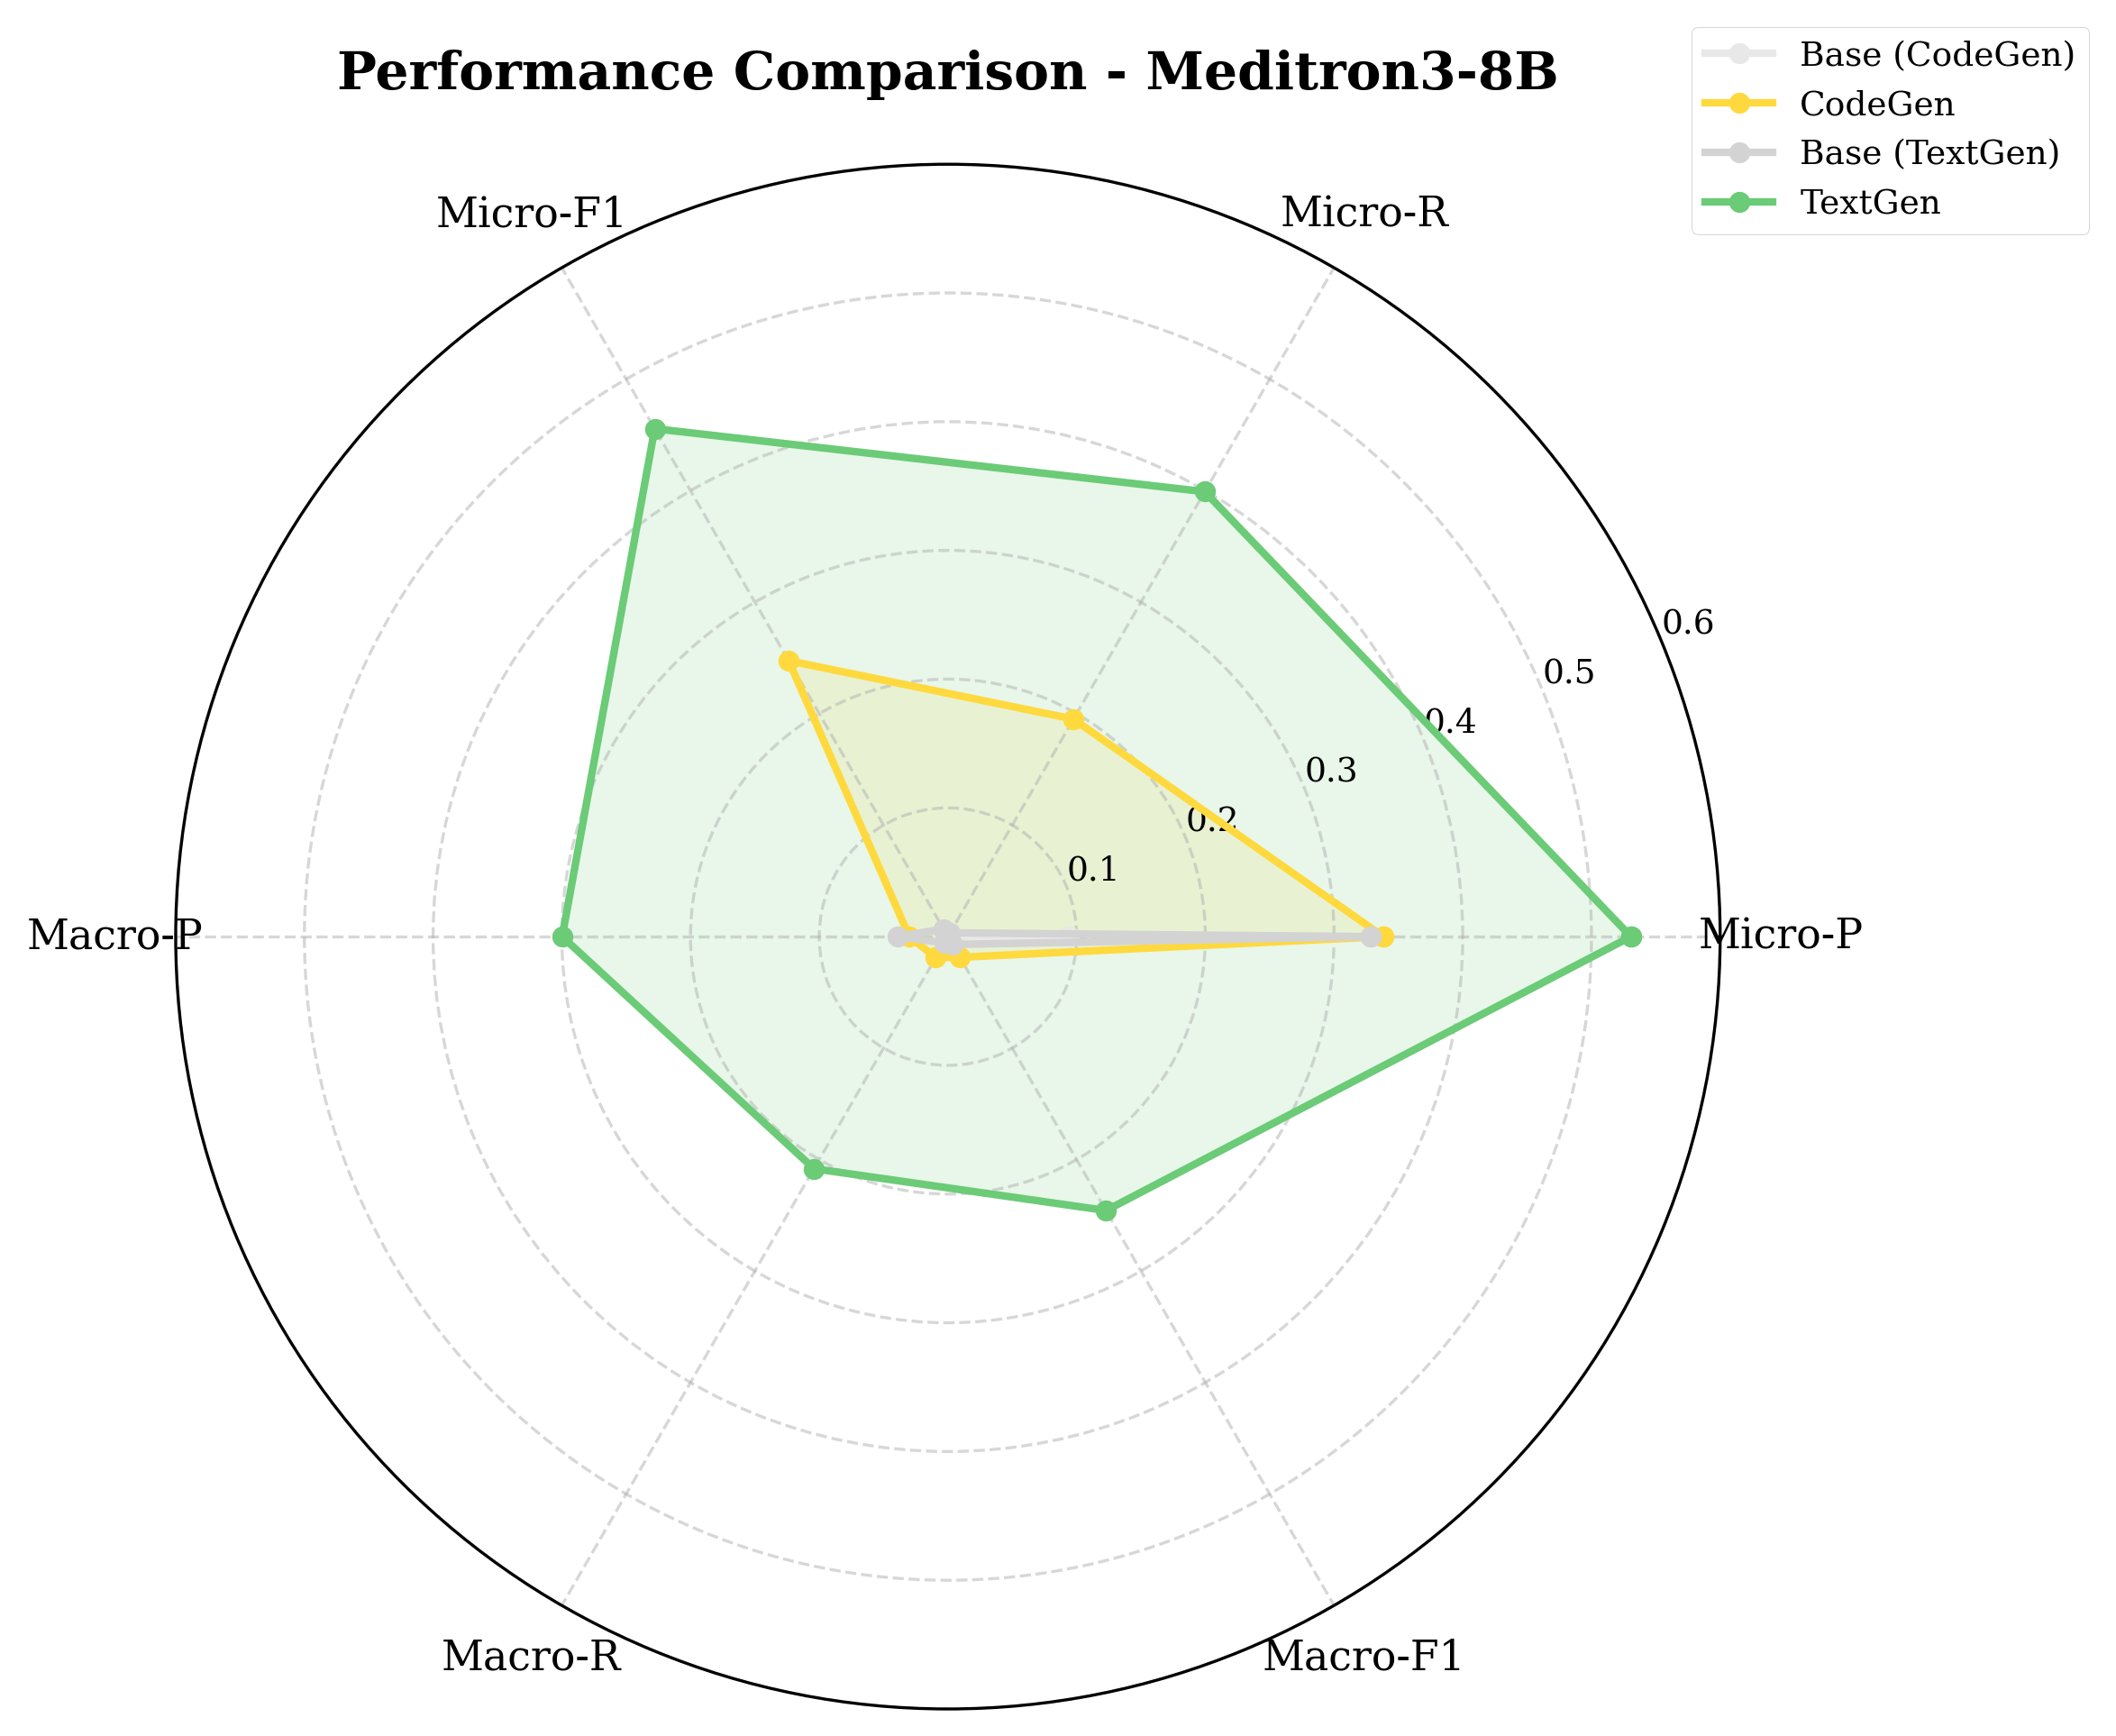 Performance Comparison - Meditron3-8B
Base (CodeGen)
CodeGen
Base (TextGen)
TextGen
Micro-F1
Micro-R
0.6
0.5
0.4
0.3
0.2
0.1
Macro-P
Micro-P
Macro-R
Macro-F1